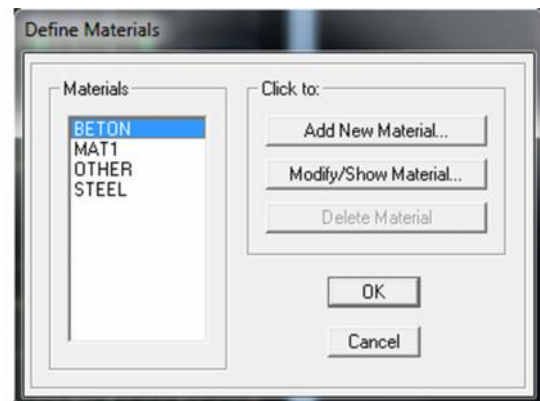 Define Materials
Materials
BETON
MAT1
OTHER
STEEL
Click to:
Add New Material...
Modify/Show Material...
Delete Material
OK
Cancel